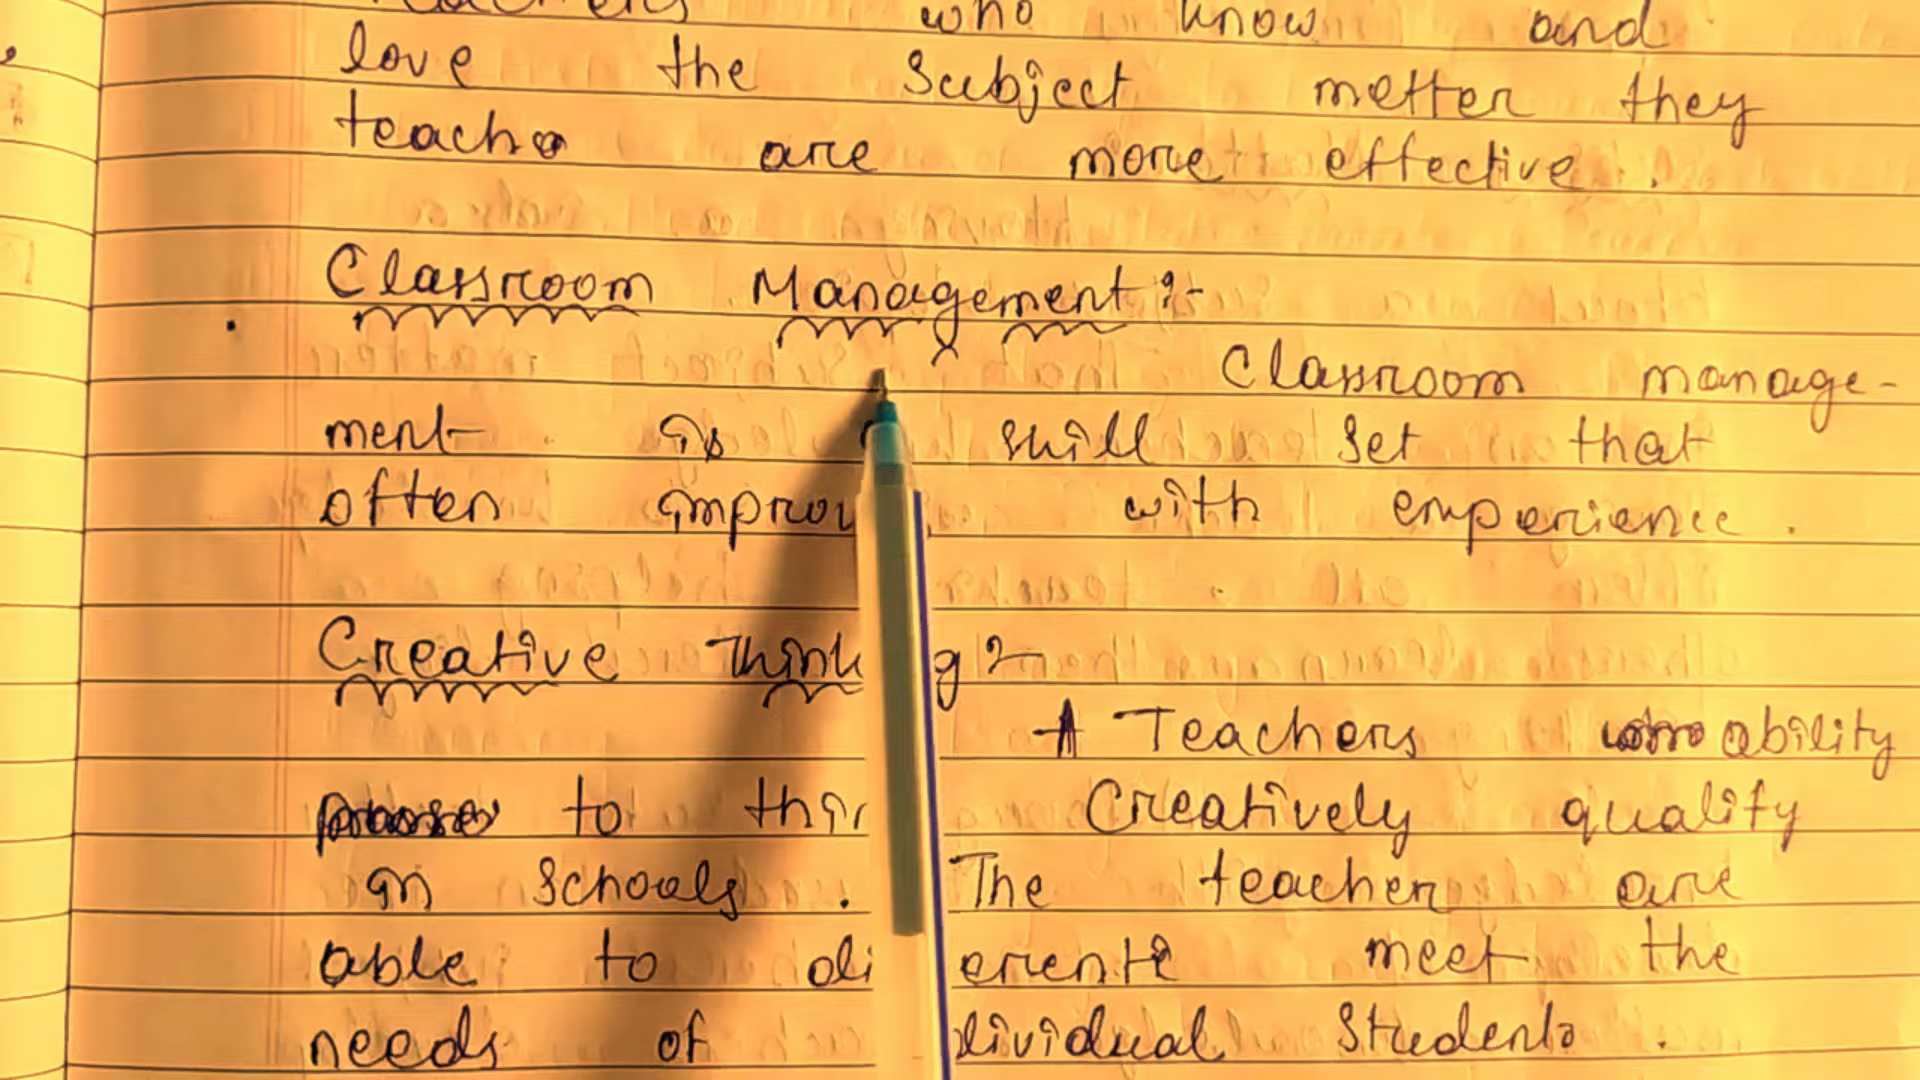 teachers who know and
love the Subject metter they
teach are more effective.
Classroom Management :-
Classroom manage-
ment is skill set that
often with experience.
Creative
Teachers ability
to Creatively quality
in Schools. The teacher are
able to meet the
needs of Students.